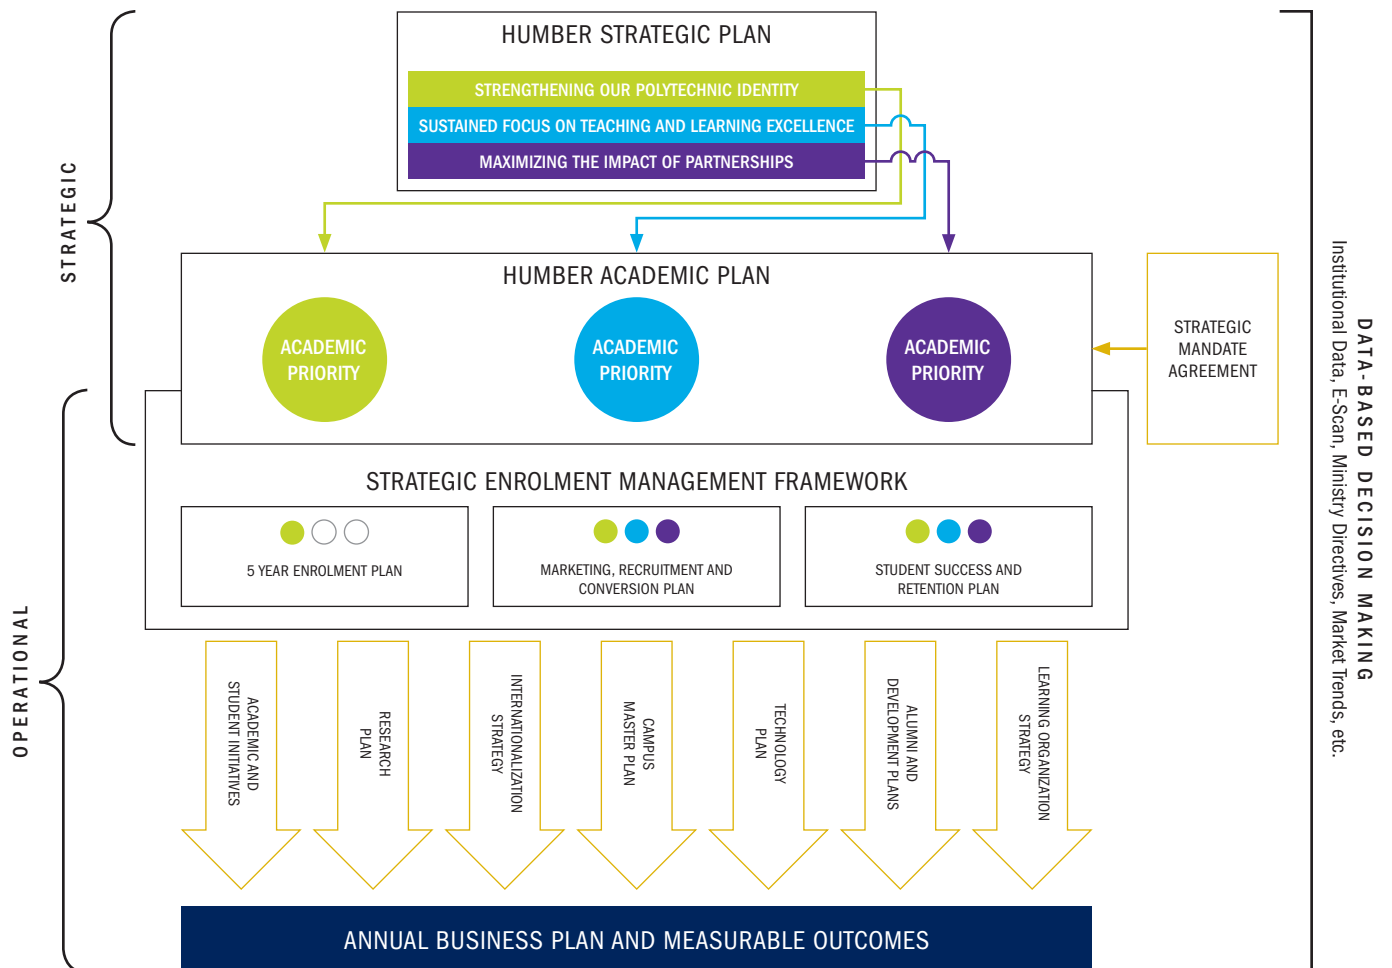 HUMBER STRATEGIC PLAN
STRENGTHENING OUR POLYTECHNIC IDENTITY
SUSTAINED FOCUS ON TEACHING AND LEARNING EXCELLENCE
MAXIMIZING THE IMPACT OF PARTNERSHIPS
STRATEGIC
HUMBER ACADEMIC PLAN
ACADEMIC
PRIORITY
ACADEMIC
PRIORITY
ACADEMIC
PRIORITY
STRATEGIC
MANDATE
AGREEMENT
DATA-BASED DECISION MAKING
Institutional Data, E-Scan, Ministry Directives, Market Trends, etc.
STRATEGIC ENROLMENT MANAGEMENT FRAMEWORK
5 YEAR ENROLMENT PLAN
MARKETING, RECRUITMENT AND
CONVERSION PLAN
STUDENT SUCCESS AND
RETENTION PLAN
OPERATIONAL
ACADEMIC AND
STUDENT INITIATIVES
RESEARCH
PLAN
INTERNATIONALIZATION
STRATEGY
CAMPUS
MASTER PLAN
TECHNOLOGY
PLAN
ALUMNI AND
DEVELOPMENT PLANS
LEARNING ORGANIZATION
STRATEGY
ANNUAL BUSINESS PLAN AND MEASURABLE OUTCOMES